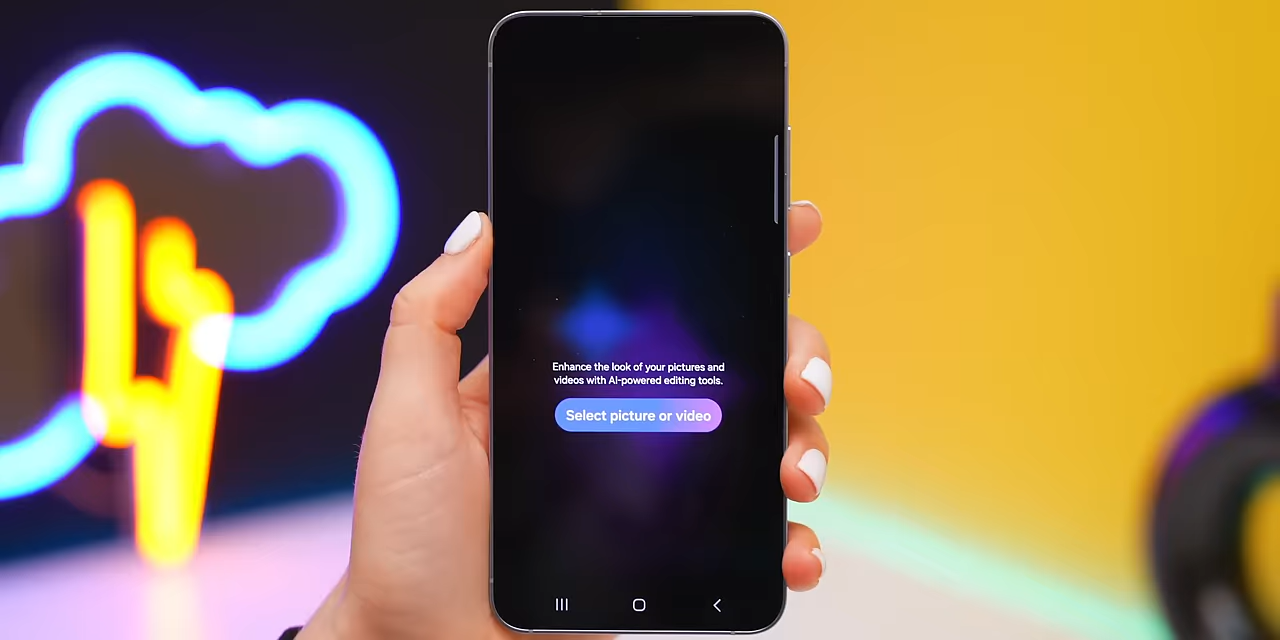 Enhance the look of your pictures and
videos with AI-powered editing tools.
Select picture or video